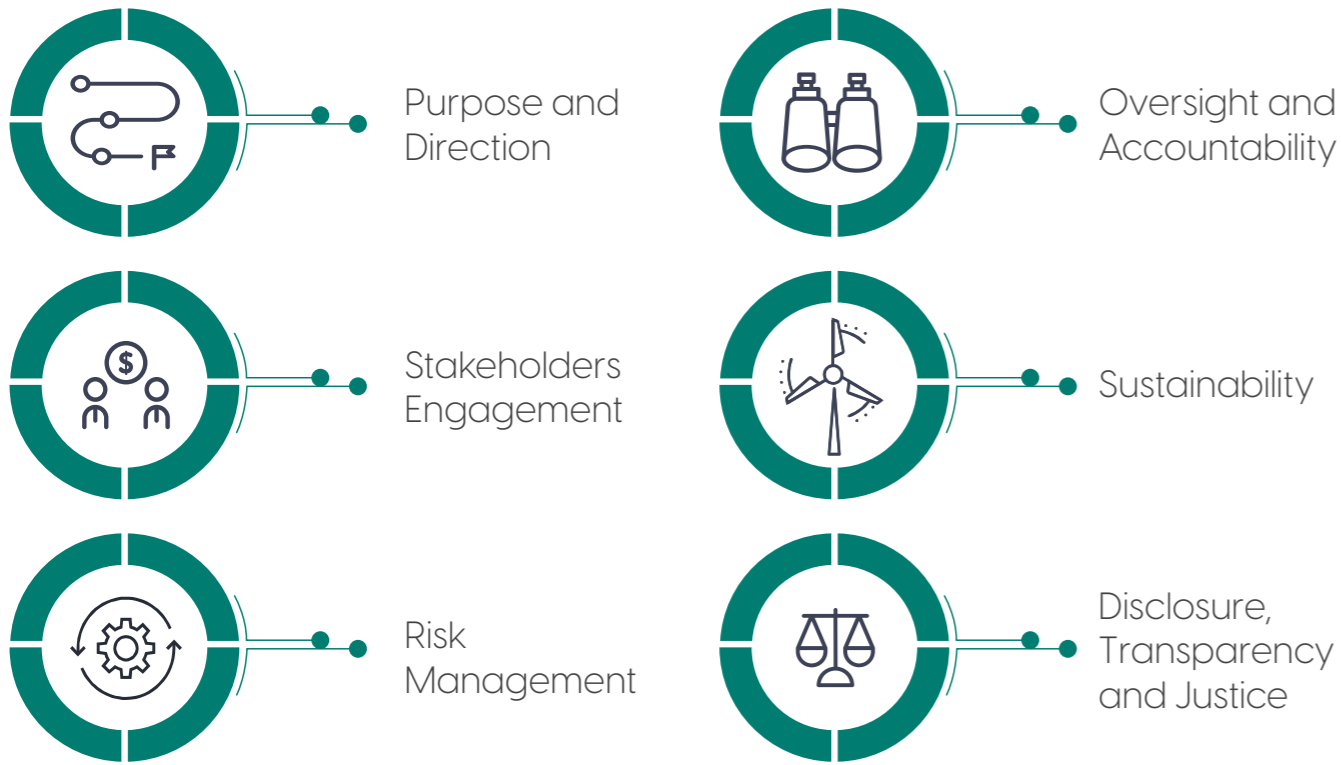 Purpose and
Direction
Oversight and
Accountability
$
Stakeholders
Engagement
Sustainability
Risk
Management
Disclosure,
Transparency
and Justice